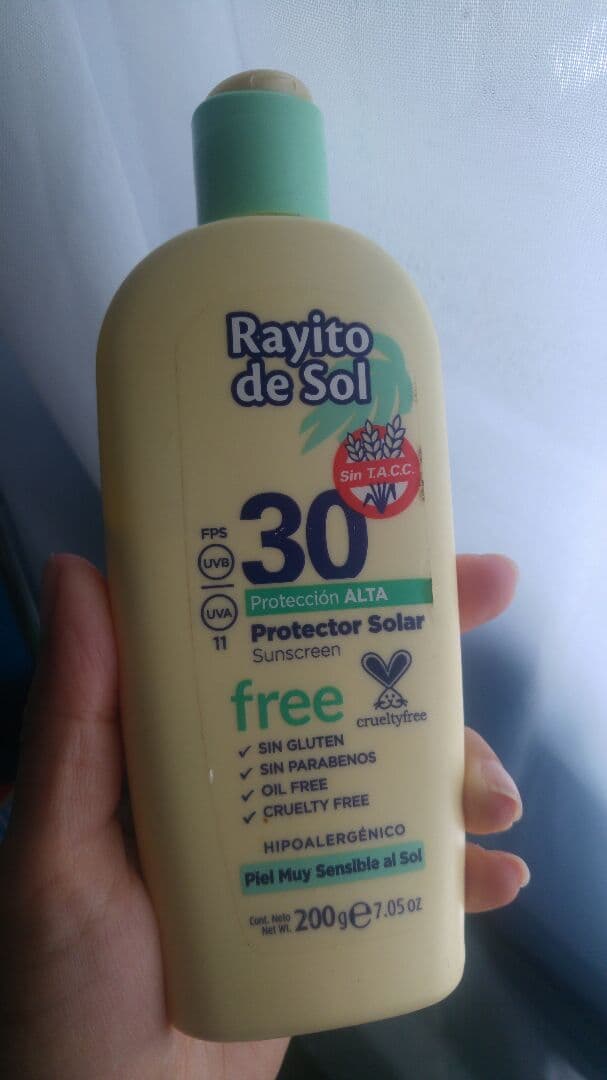 Rayito
de Sol
Sin T.A.C.C.
FPS
30
UVB
UVA
11
Protección ALTA
Protector Solar
Sunscreen
free
crueltyfree
SIN GLUTEN
SIN PARABENOS
OIL FREE
CRUELTY FREE
HIPOALERGÉNICO
Piel Muy Sensible al Sol
Cont. Neto
Net Wt. 200g e 7.05 oz